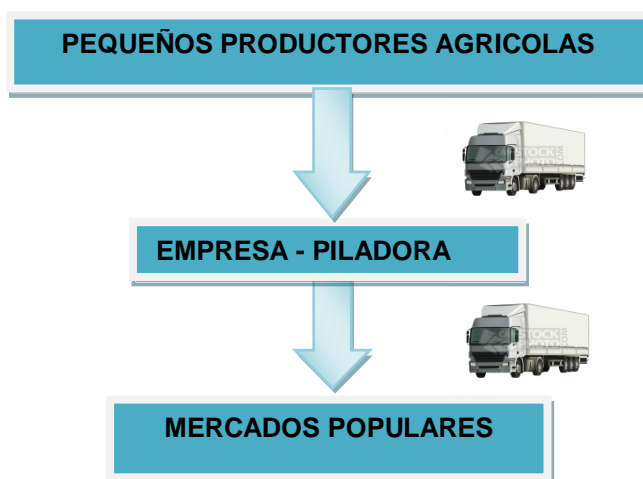 PEQUEÑOS PRODUCTORES AGRICOLAS
EMPRESA - PILADORA
MERCADOS POPULARES